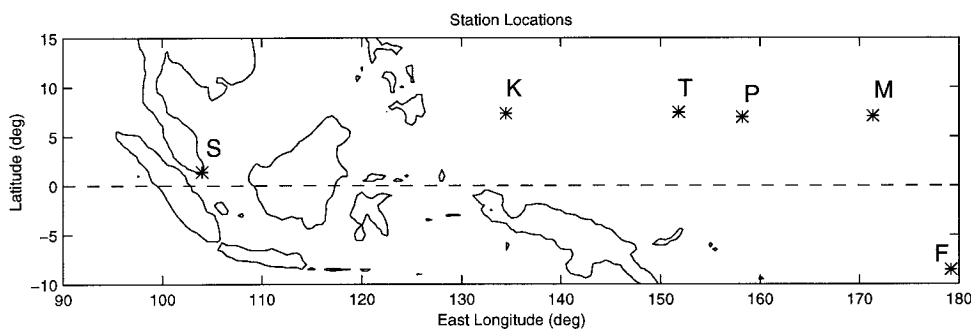 Station Locations
15
10
5
0
−5
−10
Latitude (deg)
K
T
P
M
S
F
90
100
110
120
130
140
150
160
170
180
East Longitude (deg)